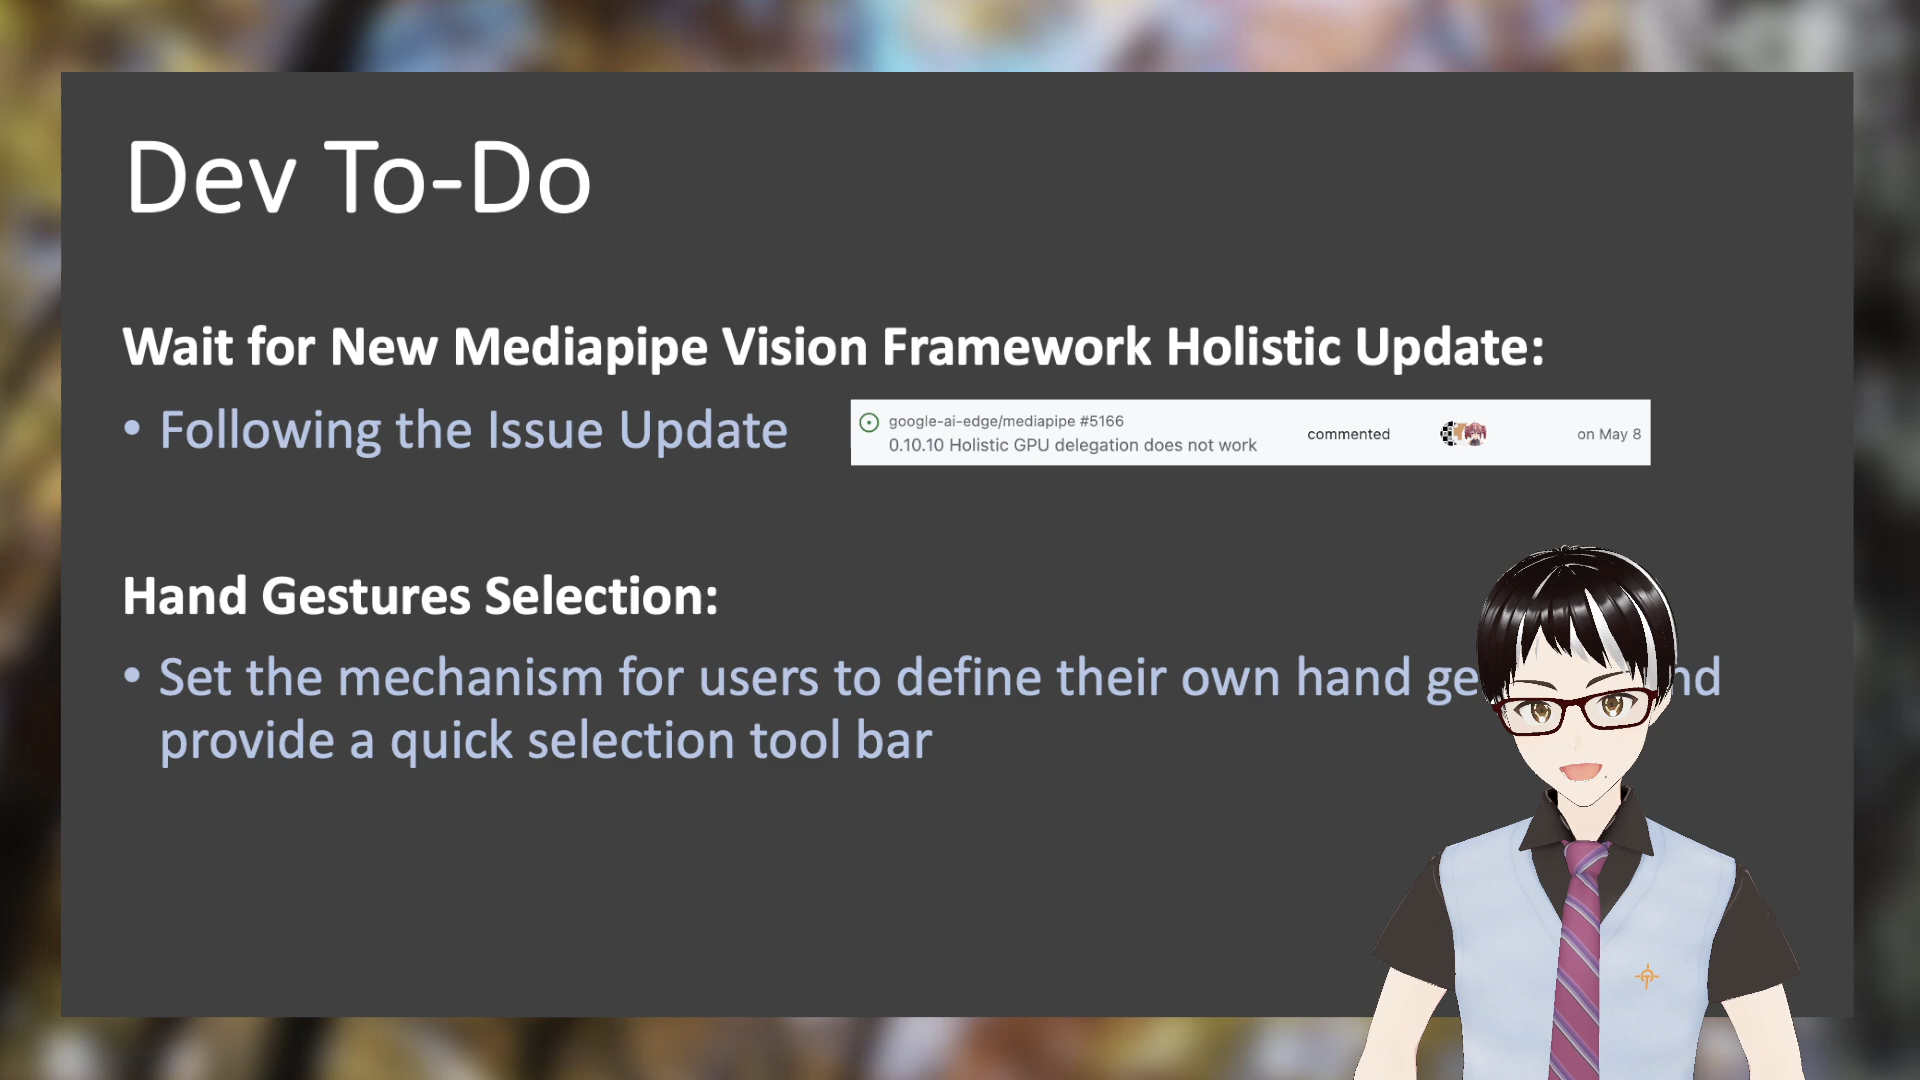 Dev To-Do
Wait for New Mediapipe Vision Framework Holistic Update:
• Following the Issue Update
google-ai-edge/mediapipe #5166
0.10.10 Holistic GPU delegation does not work
commented
on May 8
Hand Gestures Selection:
• Set the mechanism for users to define their own hand
provide a quick selection tool bar